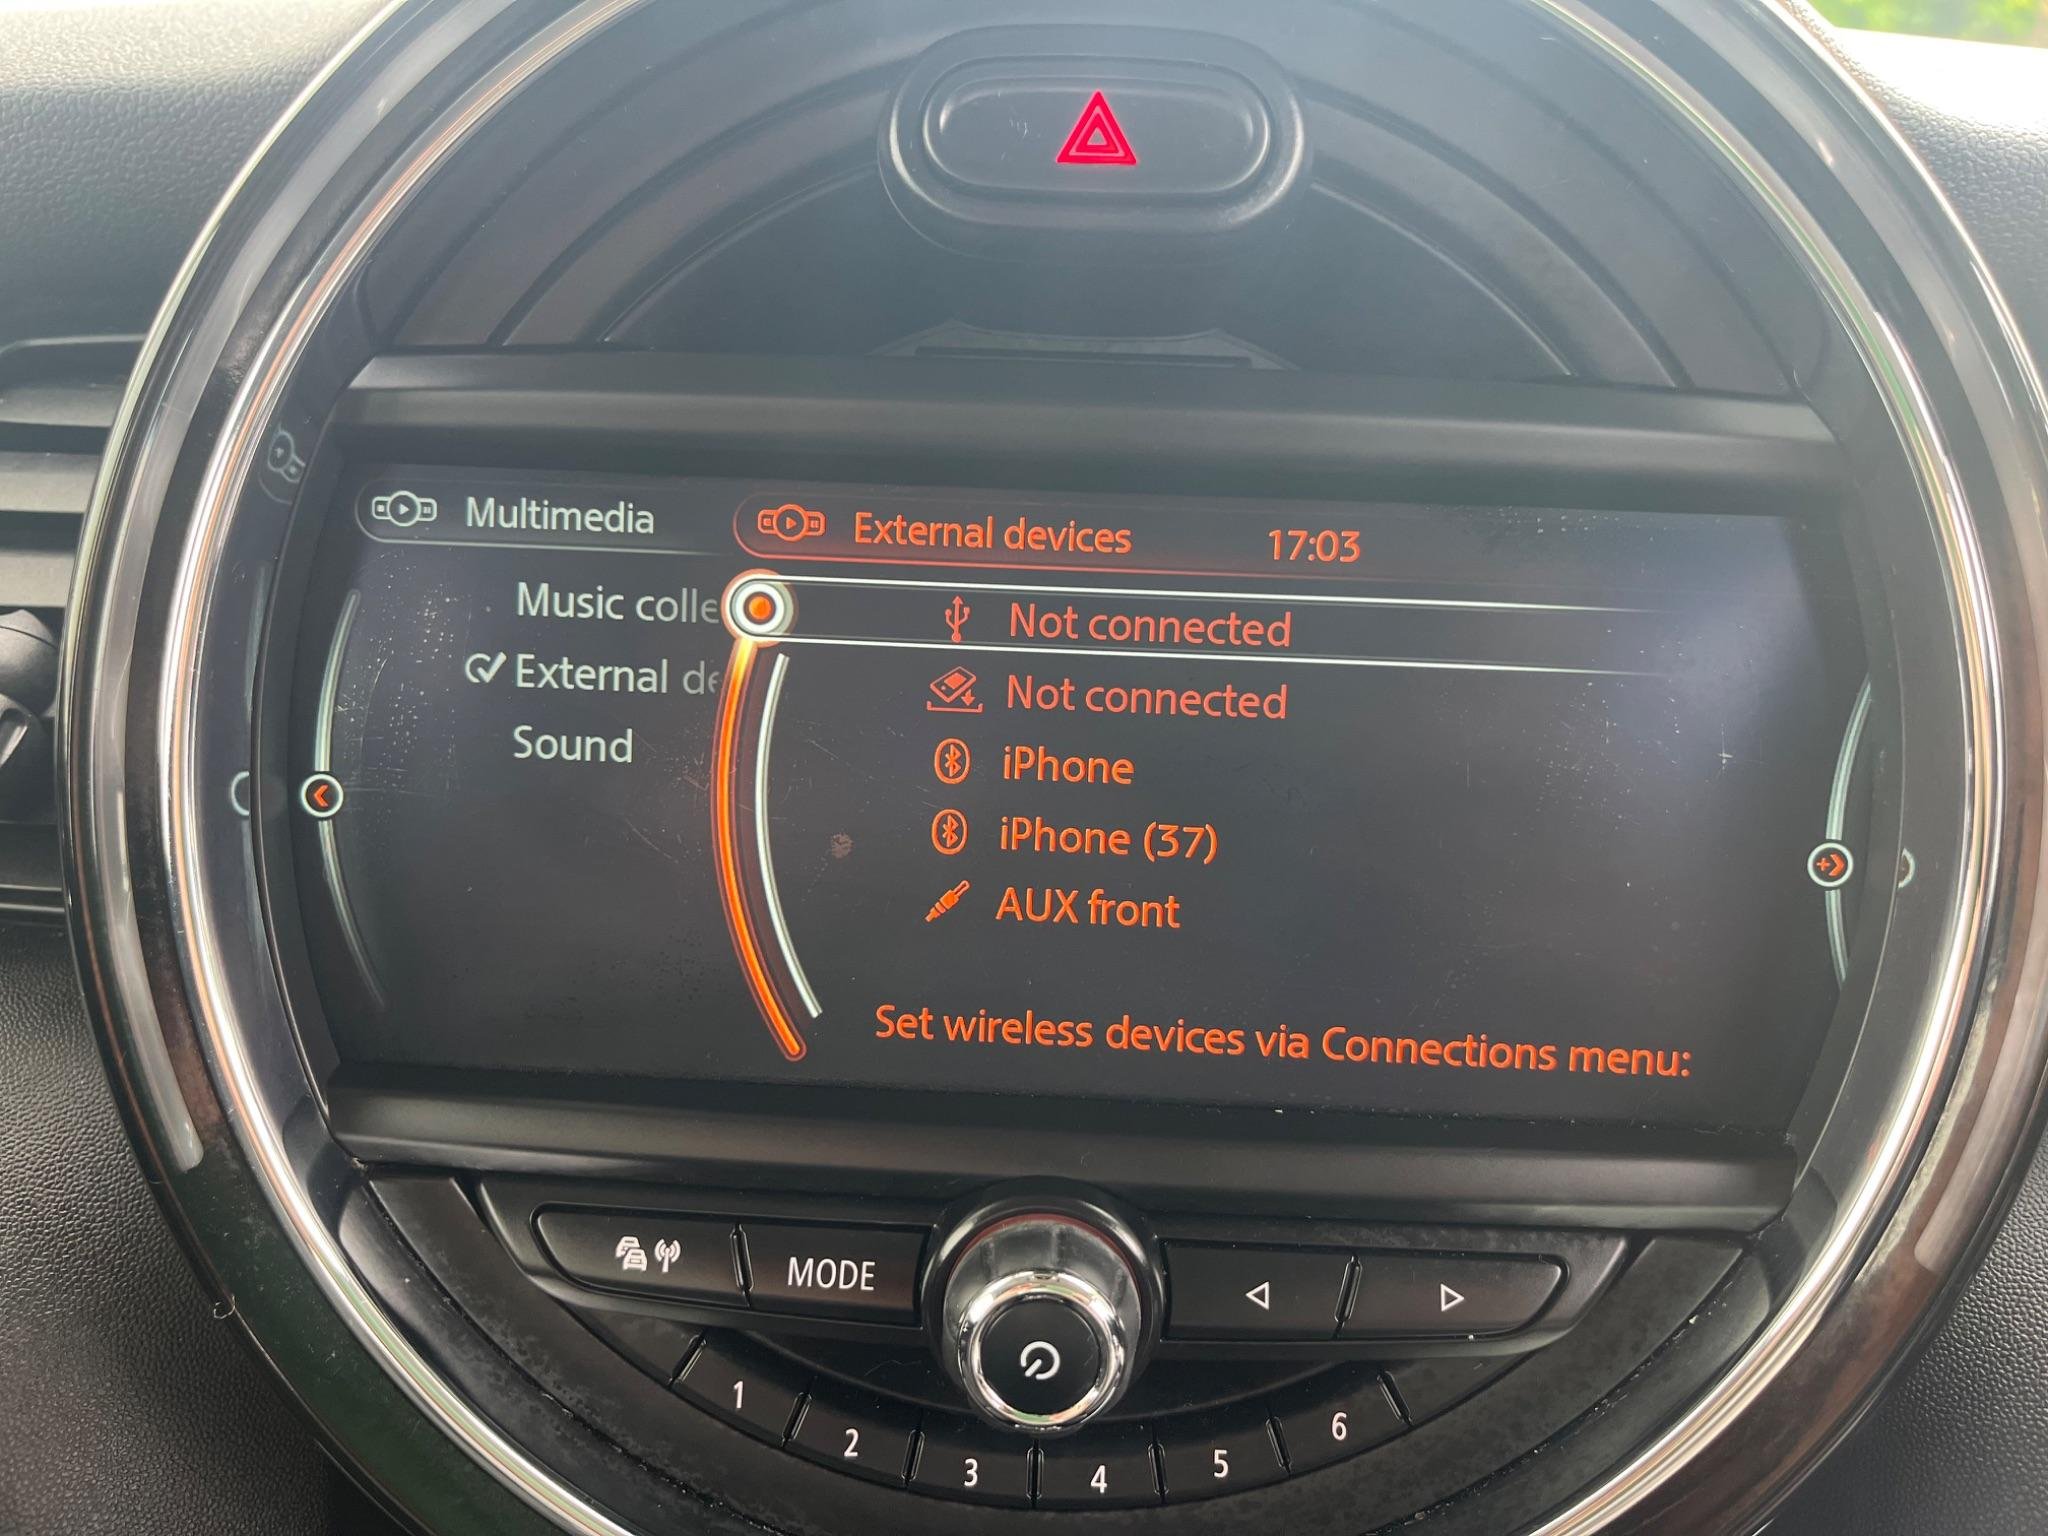 Multimedia
External devices
17:03
Music colle
External de
Sound
Not connected
Not connected
iPhone
iPhone (37)
AUX front
Set wireless devices via Connections menu:
MODE
1
2
3
4
5
6